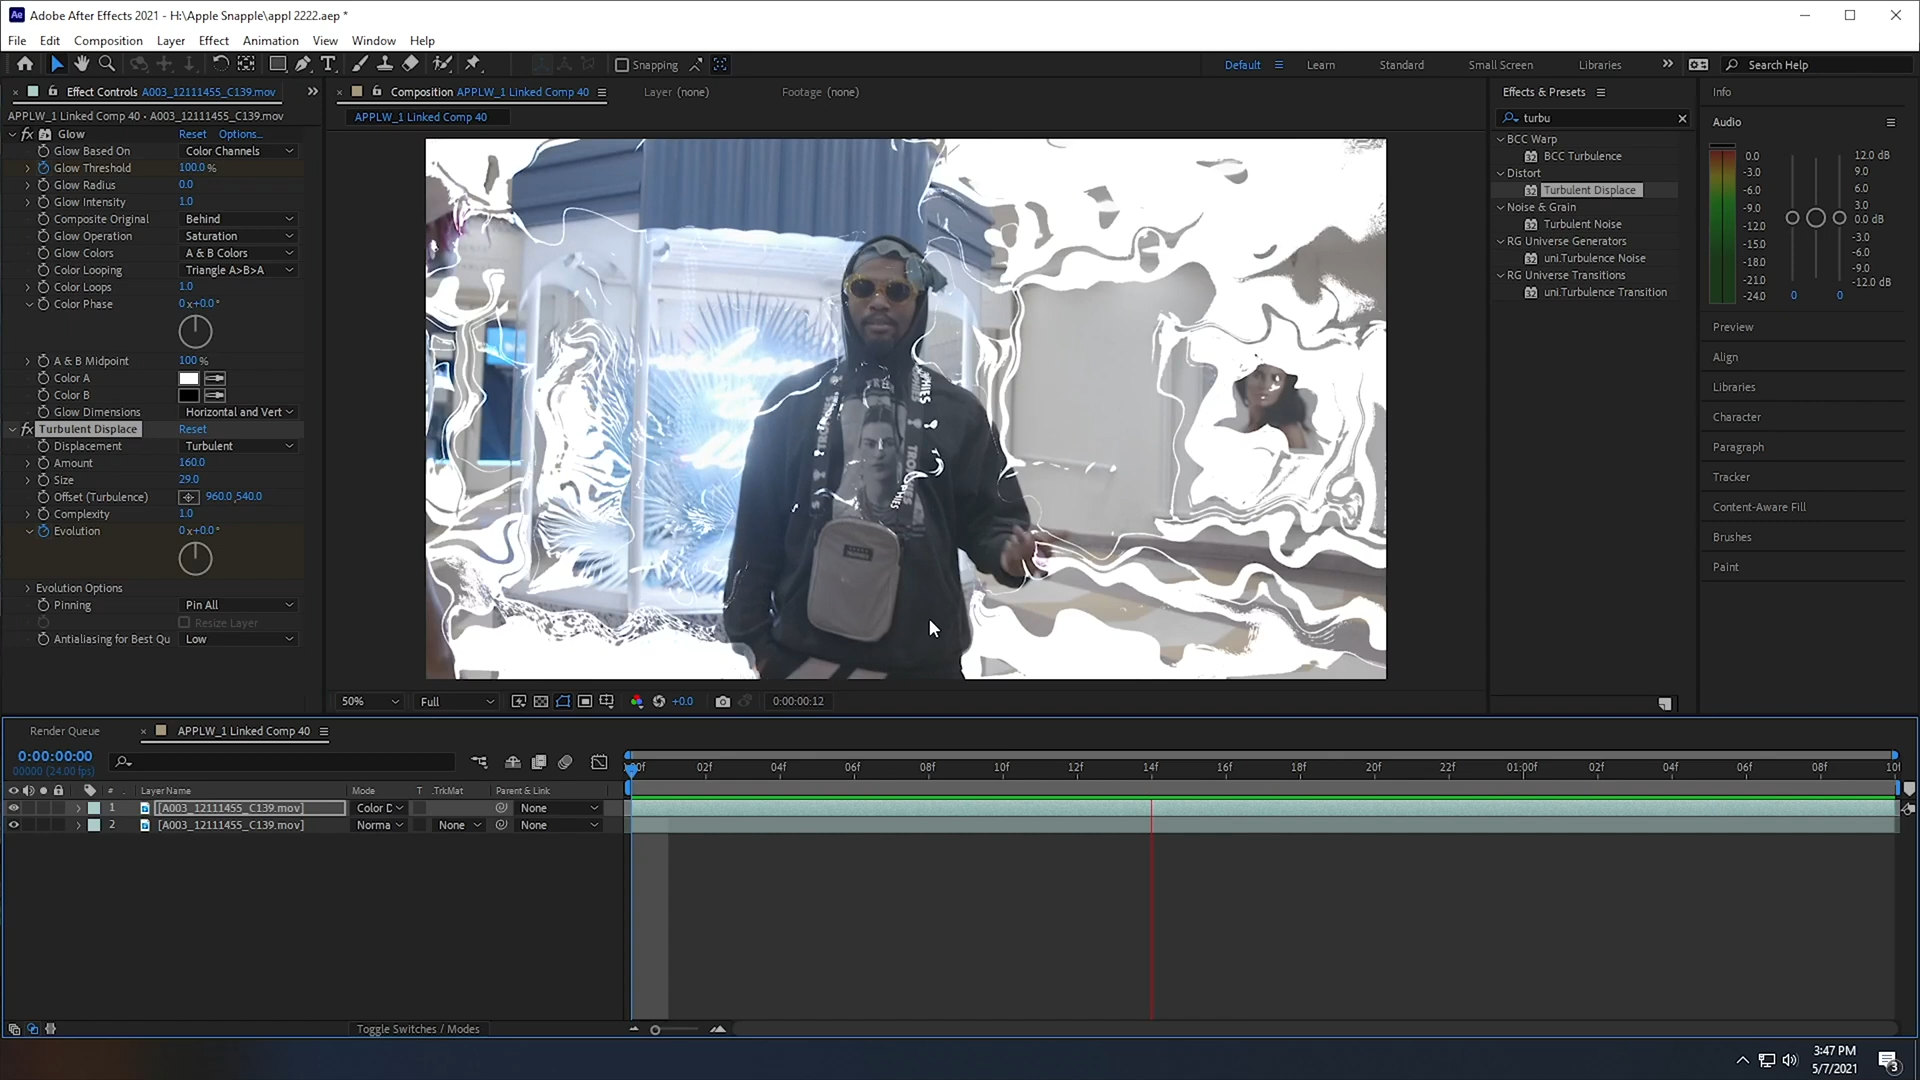 Adobe After Effects 2021 - H:\Apple Snapple\appl 2222.aep *
File Edit Composition Layer Effect Animation View Window Help
Snapping
Default Learn Standard Small Screen Libraries
Search Help
Effect Controls A003_12111455_C139.mov
APPLW_1 Linked Comp 40 • A003_12111455_C139.mov
fx Glow Reset Options...
Glow Based On Color Channels
Glow Threshold 100.0 %
Glow Radius 0.0
Glow Intensity 1.0
Composite Original Behind
Glow Operation Saturation
Glow Colors A & B Colors
Color Looping Triangle A>B>A
Color Loops 1.0
Color Phase 0 x+0.0 °
A & B Midpoint 100 %
Color A
Color B
Glow Dimensions Horizontal and Vert
fx Turbulent Displace Reset
Displacement Turbulent
Amount 160.0
Size 29.0
Offset (Turbulence) 960.0 ,540.0
Complexity 1.0
Evolution 0 x+0.0 °
Evolution Options
Pinning Pin All
Resize Layer
Antialiasing for Best Qu Low
Composition APPLW_1 Linked Comp 40
Layer (none)
Footage (none)
APPLW_1 Linked Comp 40
TROPHIES
50% Full +0.0 0:00:00:12
Effects & Presets
turbu
BCC Warp
BCC Turbulence
Distort
Turbulent Displace
Noise & Grain
Turbulent Noise
RG Universe Generators
uni.Turbulence Noise
RG Universe Transitions
uni.Turbulence Transition
Info
Audio
0.0
-3.0
-6.0
-9.0
-12.0
-15.0
-18.0
-21.0
-24.0
12.0 dB
9.0
6.0
3.0
0.0 dB
-3.0
-6.0
-9.0
-12.0 dB
0 0
Preview
Align
Libraries
Character
Paragraph
Tracker
Content-Aware Fill
Brushes
Paint
Render Queue
APPLW_1 Linked Comp 40
0:00:00:00
00000 (24.00 fps)
02f 04f 06f 08f 10f 12f 14f 16f 18f 20f 22f 01:00f 02f 04f 06f 08f
# Layer Name Mode T .TrkMat Parent & Link
1 [A003_12111455_C139.mov] Color D None
2 [A003_12111455_C139.mov] Norma None None
Toggle Switches / Modes
3:47 PM
5/7/2021
3